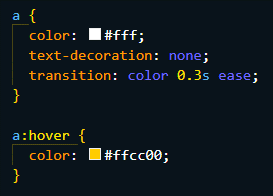 a {
color: #fff;
text-decoration: none;
transition: color 0.3s ease;
}
a:hover {
color: #ffcc00;
}